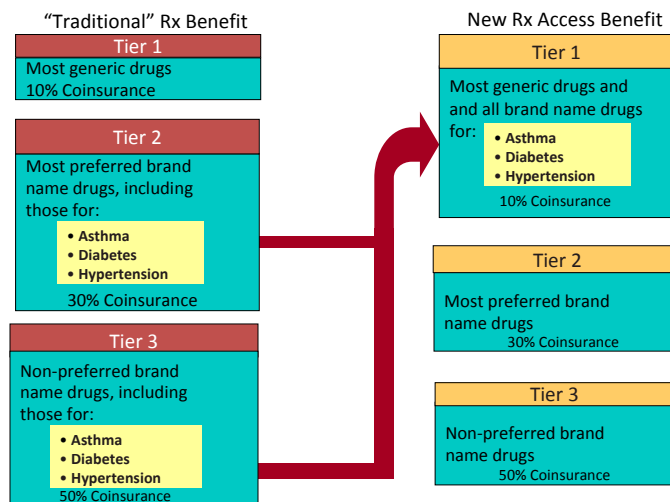 “Traditional” Rx Benefit
Tier 1
Most generic drugs
10% Coinsurance
Tier 2
Most preferred brand
name drugs, including
those for:
• Asthma
• Diabetes
• Hypertension
30% Coinsurance
Tier 3
Non-preferred brand
name drugs, including
those for:
• Asthma
• Diabetes
• Hypertension
50% Coinsurance
New Rx Access Benefit
Tier 1
Most generic drugs and
and all brand name drugs
for:
• Asthma
• Diabetes
• Hypertension
10% Coinsurance
Tier 2
Most preferred brand
name drugs
30% Coinsurance
Tier 3
Non-preferred brand
name drugs
50% Coinsurance